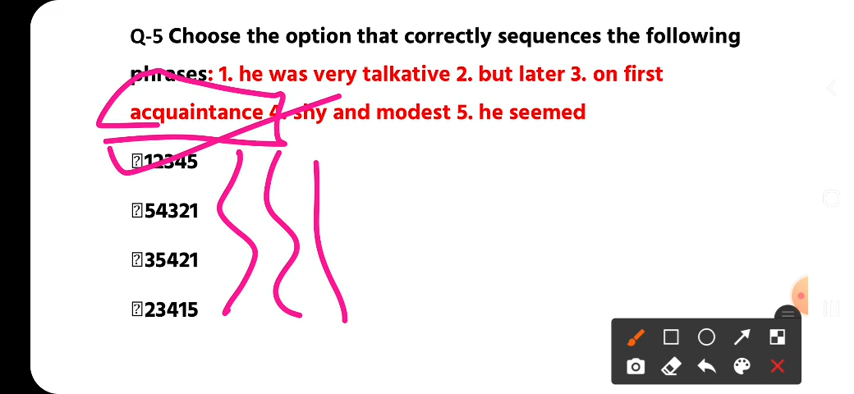 Q-5 Choose the option that correctly sequences the following
phrases: 1. he was very talkative 2. but later 3. on first
acquaintance 4. shy and modest 5. he seemed
12345
54321
35421
23415